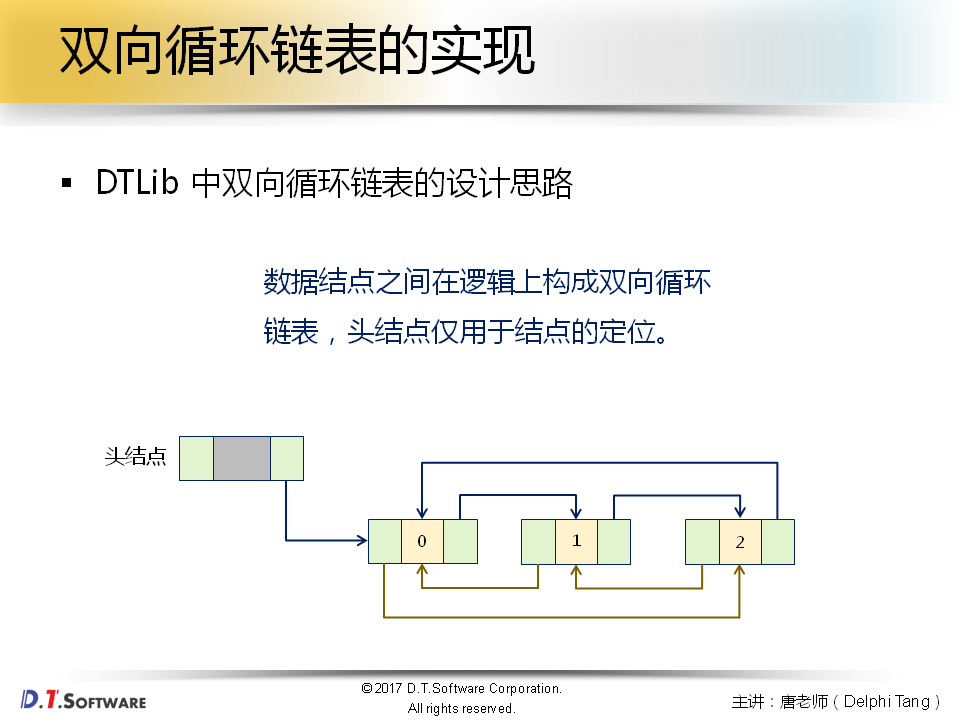 双向循环链表的实现
▪ DTLib 中双向循环链表的设计思路
数据结点之间在逻辑上构成双向循环
链表，头结点仅用于结点的定位。
头结点
0
1
2
D.T.SOFTWARE
©2017 D.T.Software Corporation.
All rights reserved.
主讲：唐老师（Delphi Tang）